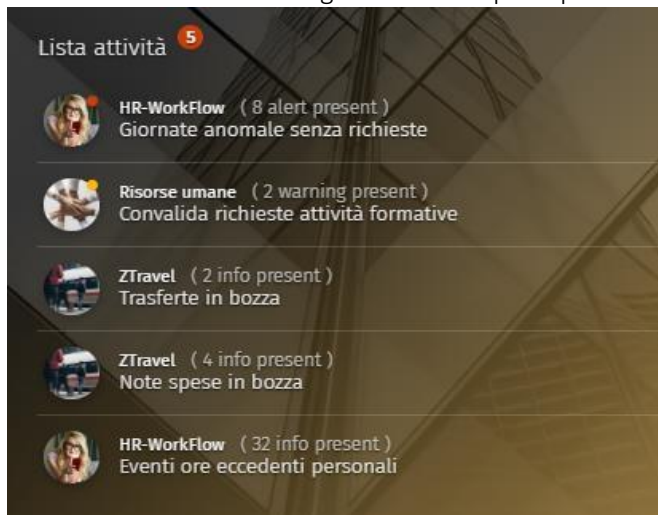 Lista attività 5
HR-WorkFlow ( 8 alert present )
Giornate anomale senza richieste
Risorse umane ( 2 warning present )
Convalida richieste attività formative
ZTravel ( 2 info present )
Trasferte in bozza
ZTravel ( 4 info present )
Note spese in bozza
HR-WorkFlow ( 32 info present )
Eventi ore eccedenti personali